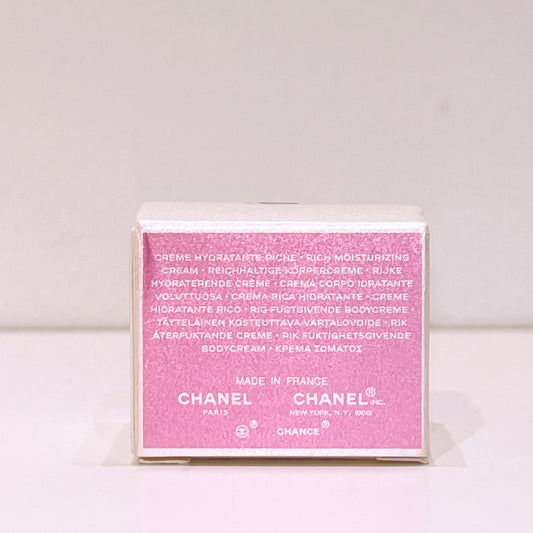 CRÈME HYDRATANTE RICHE · RICH MOISTURIZING
CREAM · REICHHALTIGE KÖRPERCREME · RIJKE
HYDRATERENDE CRÈME · CREMA CORPO IDRATANTE
VOLUTTUOSA · CREMA RICA HIDRATANTE · CREME
HIDRATANTE RICO · RIG FUGTGIVENDE BODYCREME ·
TÄYTELÄINEN KOSTEUTTAVA VARTALOVOIDE · RIK
ÅTERFUKTANDE CREME · RIK FUKTIGHETSGIVENDE
BODYCREAM · ΚΡΕΜΑ ΣΩΜΑΤΟΣ
MADE IN FRANCE
CHANEL CHANEL® INC.
PARIS NEW YORK, N.Y. 10019
® CHANCE®